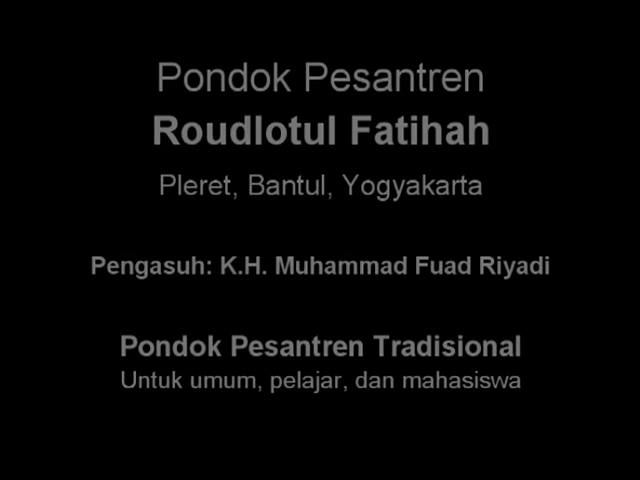 Pondok Pesantren
Roudlotul Fatihah
Pleret, Bantul, Yogyakarta
Pengasuh: K.H. Muhammad Fuad Riyadi
Pondok Pesantren Tradisional
Untuk umum, pelajar, dan mahasiswa